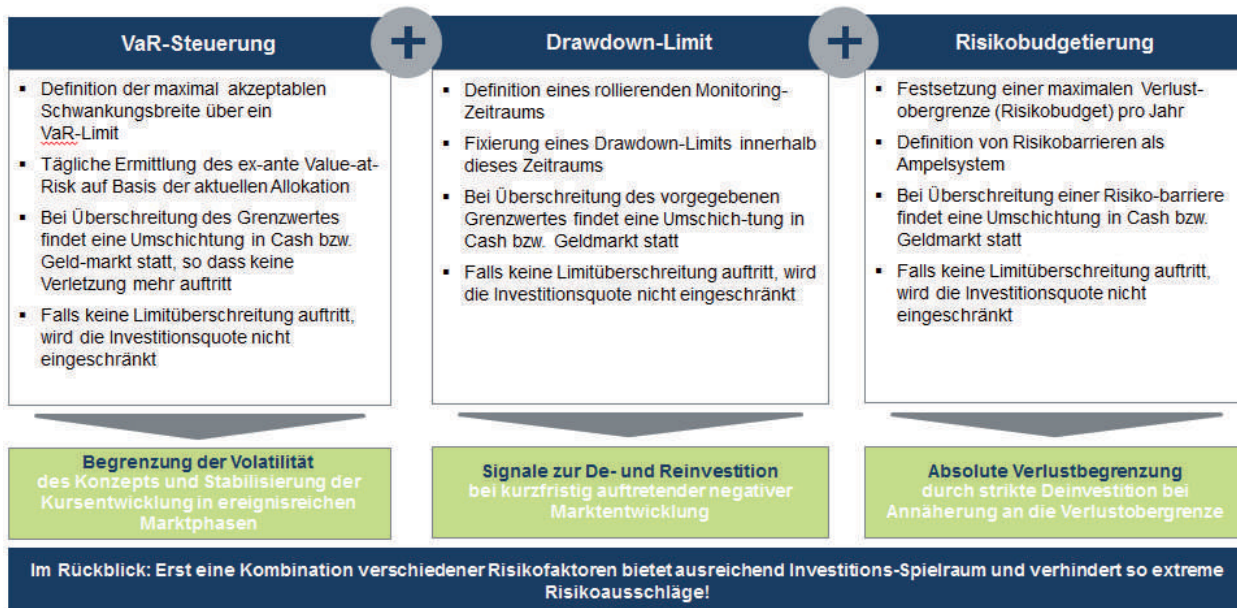 VaR-Steuerung
Definition der maximal akzeptablen
Schwankungsbreite über ein
VaR-Limit
Tägliche Ermittlung des ex-ante Value-at-
Risk auf Basis der aktuellen Allokation
Bei Überschreitung des Grenzwertes
findet eine Umschichtung in Cash bzw.
Geld-markt statt, so dass keine
Verletzung mehr auftritt
Falls keine Limitüberschreitung auftritt,
wird die Investitionsquote nicht
eingeschränkt
Begrenzung der Volatilität
des Konzepts und Stabilisierung der
Kursentwicklung in ereignisreichen
Marktphasen
+
Drawdown-Limit
Definition eines rollierenden Monitoring-
Zeitraums
Fixierung eines Drawdown-Limits innerhalb
dieses Zeitraums
Bei Überschreitung des vorgegebenen
Grenzwertes findet eine Umschich-tung in
Cash bzw. Geldmarkt statt
Falls keine Limitüberschreitung auftritt, wird
die Investitionsquote nicht eingeschränkt
Signale zur De- und Reinvestition
bei kurzfristig auftretender negativer
Marktentwicklung
+
Risikobudgetierung
Festsetzung einer maximalen Verlust-
obergrenze (Risikobudget) pro Jahr
Definition von Risikobarrieren als
Ampelsystem
Bei Überschreitung einer Risiko-barriere
findet eine Umschichtung in Cash bzw.
Geldmarkt statt
Falls keine Limitüberschreitung auftritt,
wird die Investitionsquote nicht
eingeschränkt
Absolute Verlustbegrenzung
durch strikte Deinvestition bei
Annäherung an die Verlustobergrenze
Im Rückblick: Erst eine Kombination verschiedener Risikofaktoren bietet ausreichend Investitions-Spielraum und verhindert so extreme
Risikoausschläge!